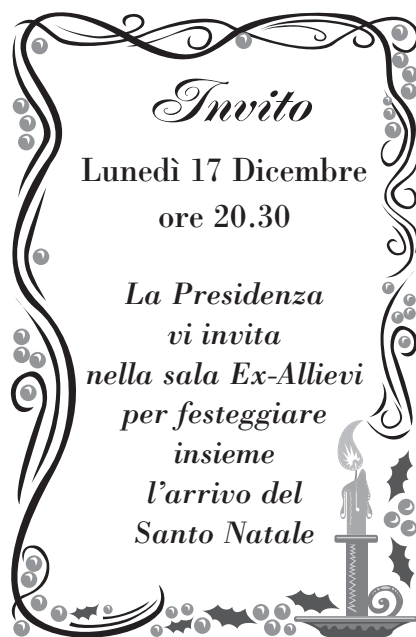 Invito
Lunedì 17 Dicembre
ore 20.30
La Presidenza
vi invita
nella sala Ex-Allievi
per festeggiare
insieme
l’arrivo del
Santo Natale